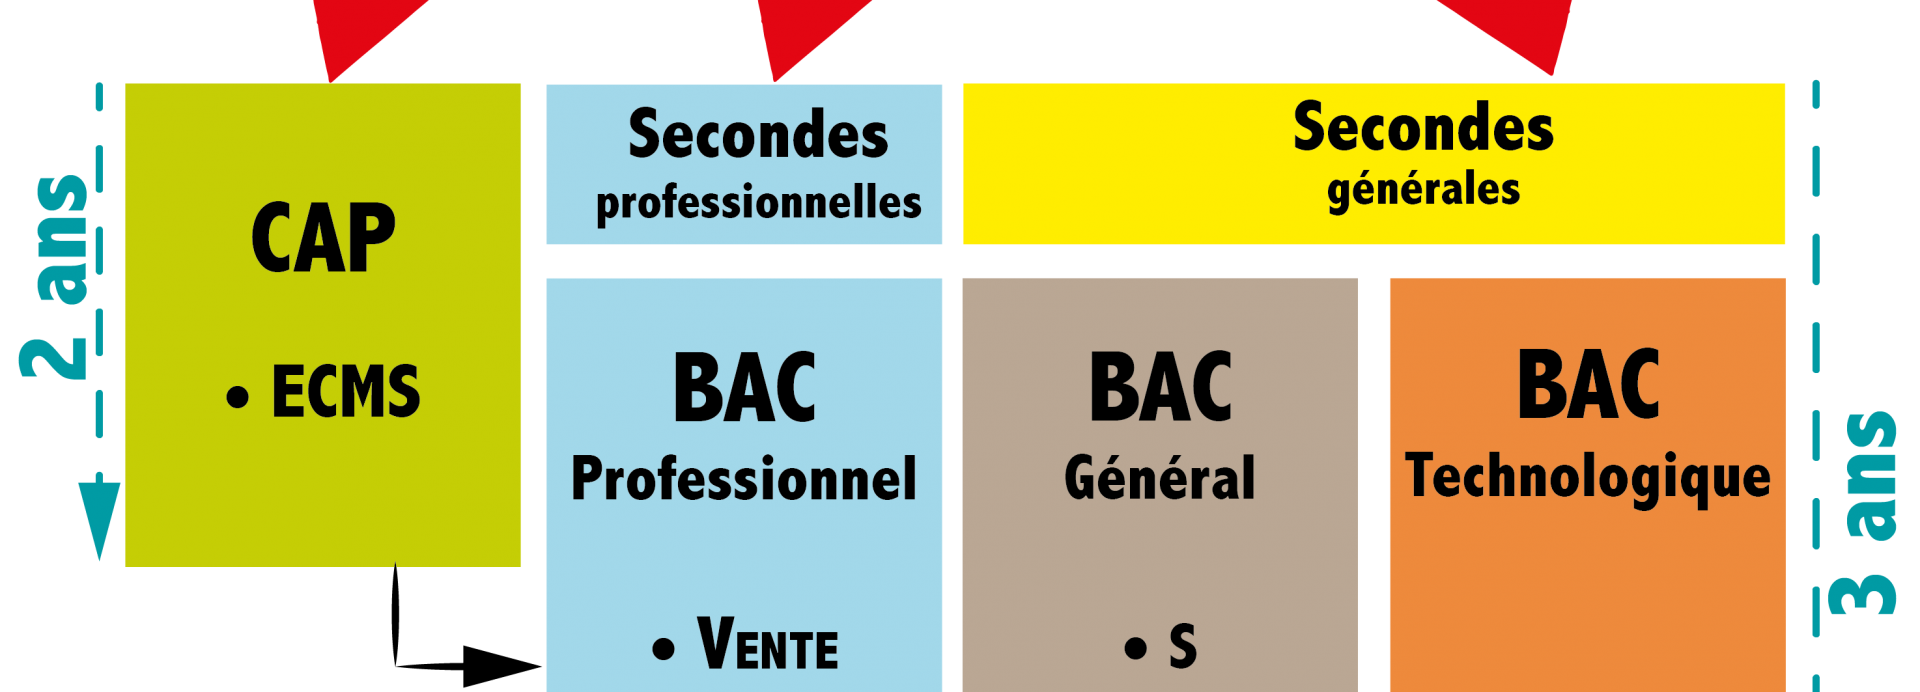 2 ans
CAP
• ECMS
Secondes
professionnelles
BAC
Professionnel
• VENTE
Secondes
générales
BAC
Général
• S
BAC
Technologique
3 ans